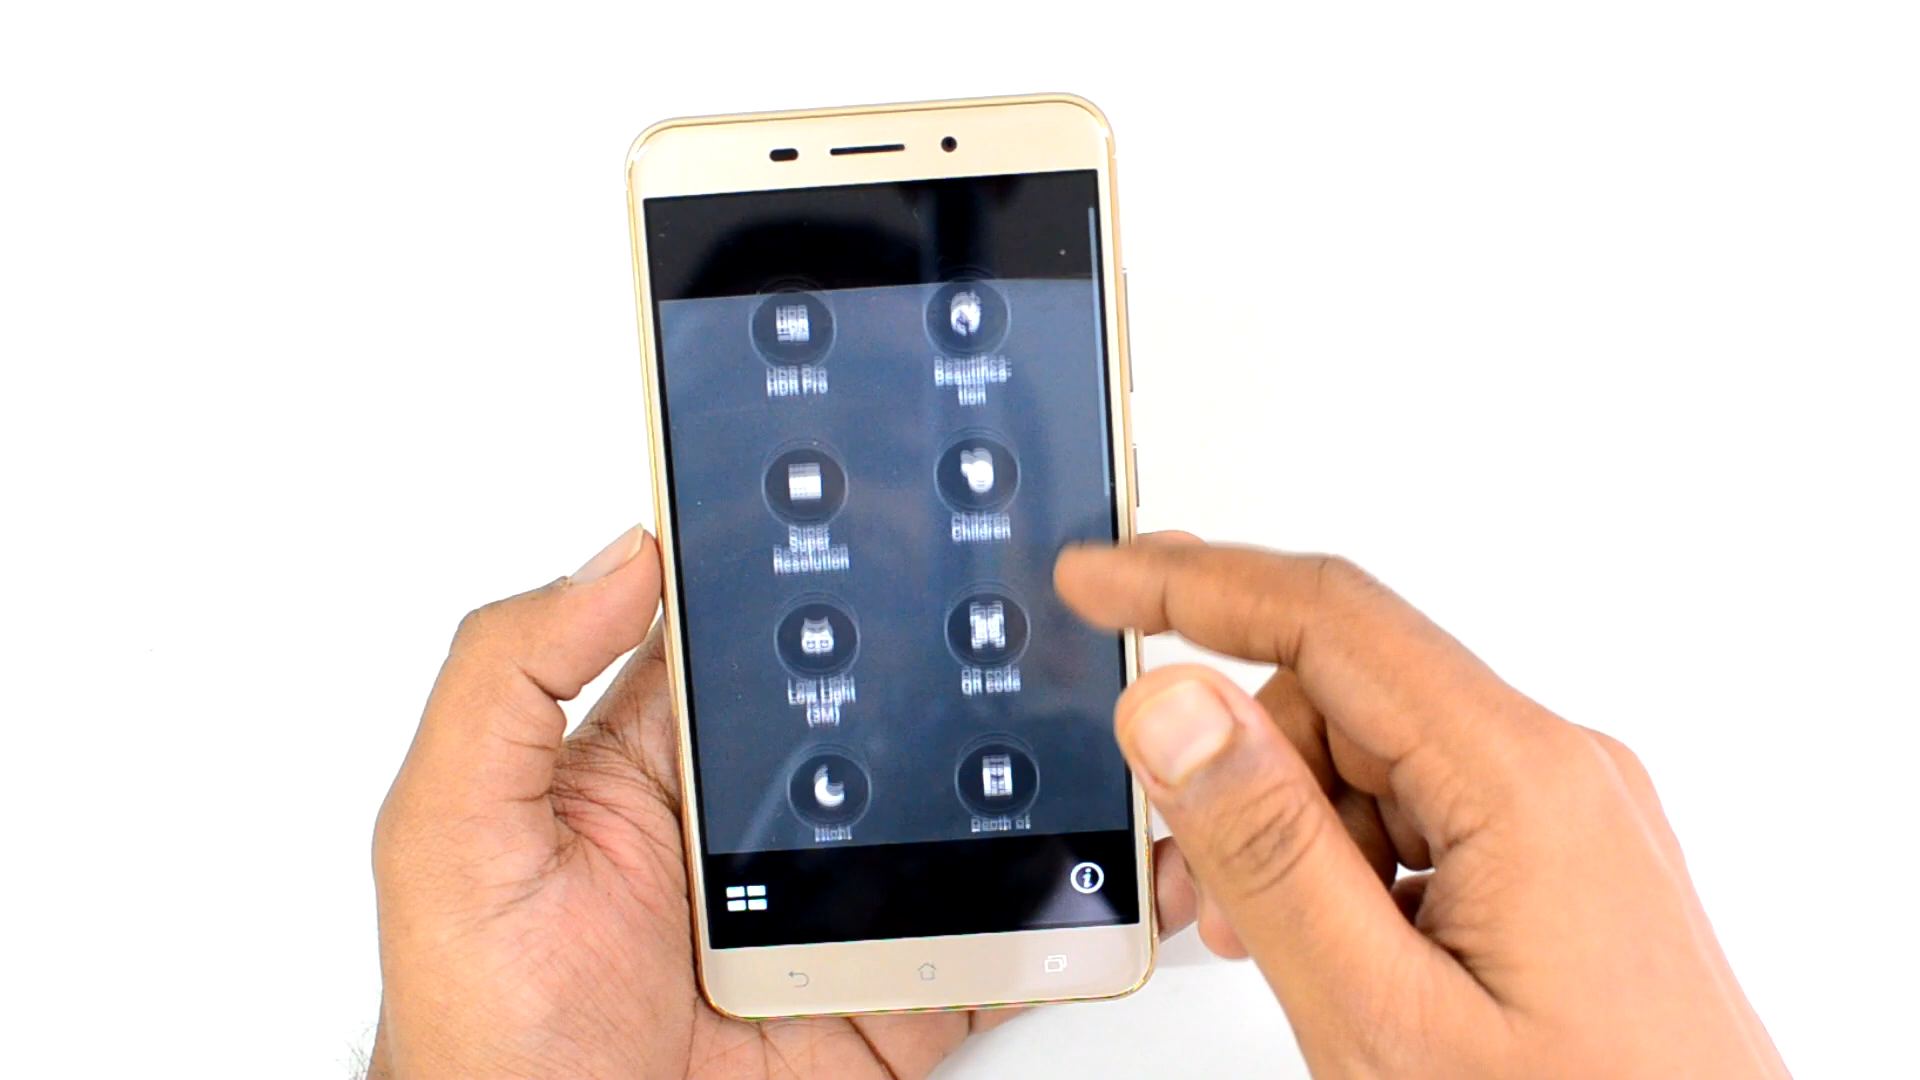 HDR Pro
Beautifica-
tion
Super
Resolution
Children
Low Light
(3M)
QR code
Night
Depth of